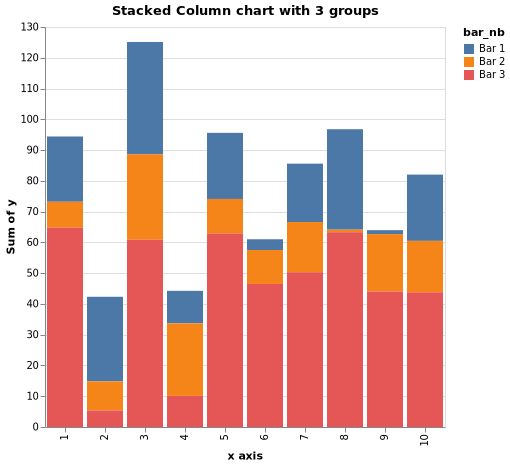 Stacked Column chart with 3 groups
bar_nb
Bar 1
Bar 2
Bar 3
Sum of y
130
120
110
100
90
80
70
60
50
40
30
20
10
0
1 2 3 4 5 6 7 8 9 10
x axis